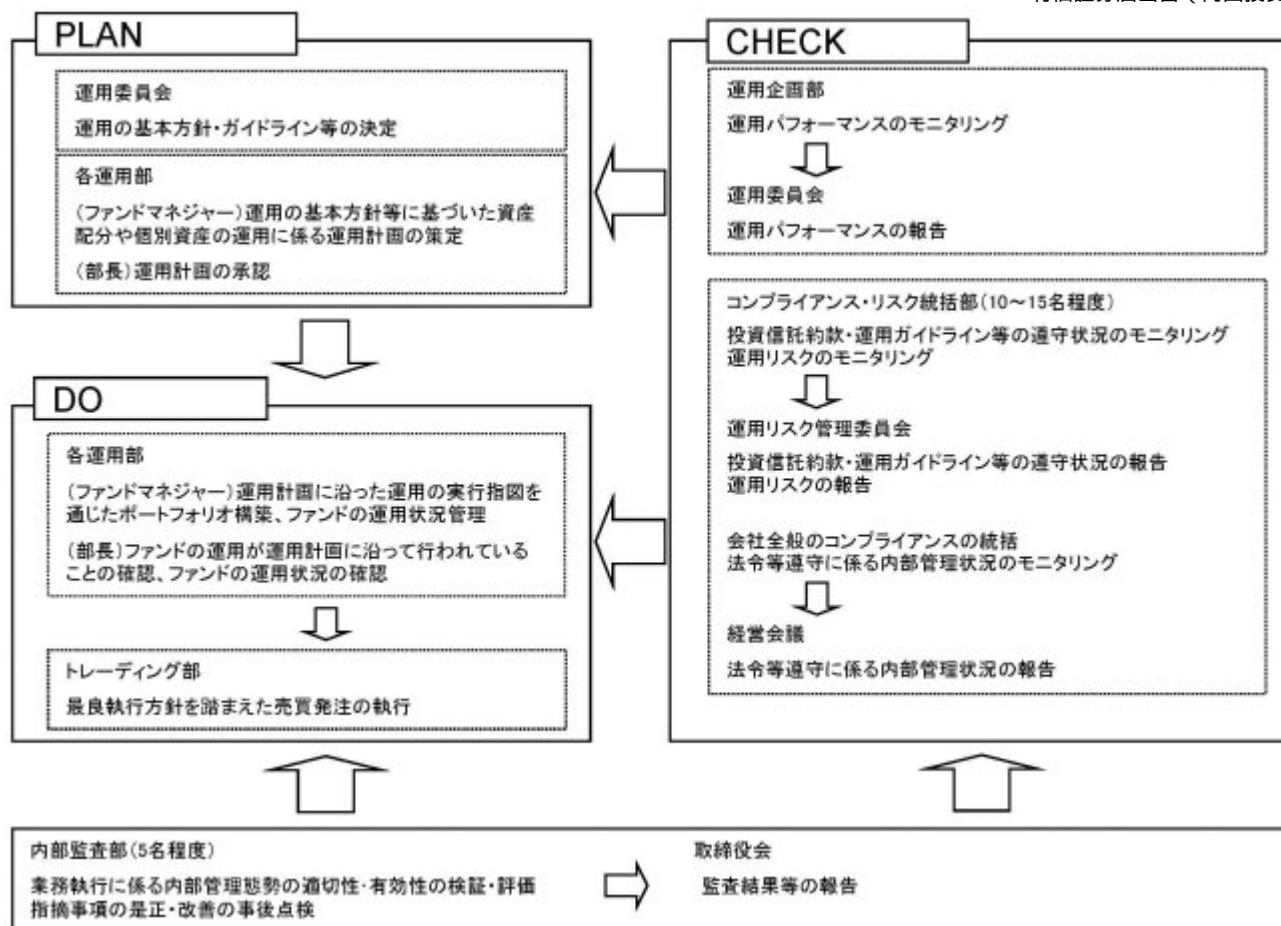 PLAN
運用委員会
運用の基本方針・ガイドライン等の決定
各運用部
(ファンドマネジャー)運用の基本方針等に基づいた資産
配分や個別資産の運用に係る運用計画の策定
(部長)運用計画の承認
DO
各運用部
(ファンドマネジャー)運用計画に沿った運用の実行指図を
通じたポートフォリオ構築、ファンドの運用状況管理
(部長)ファンドの運用が運用計画に沿って行われている
ことの確認、ファンドの運用状況の確認
トレーディング部
最良執行方針を踏まえた売買発注の執行
CHECK
運用企画部
運用パフォーマンスのモニタリング
運用委員会
運用パフォーマンスの報告
コンプライアンス・リスク統括部(10~15名程度)
投資信託約款・運用ガイドライン等の遵守状況のモニタリング
運用リスクのモニタリング
運用リスク管理委員会
投資信託約款・運用ガイドライン等の遵守状況の報告
運用リスクの報告
会社全般のコンプライアンスの統括
法令等遵守に係る内部管理状況のモニタリング
経営会議
法令等遵守に係る内部管理状況の報告
内部監査部(5名程度)
業務執行に係る内部管理態勢の適切性・有効性の検証・評価
指摘事項の是正・改善の事後点検
取締役会
監査結果等の報告